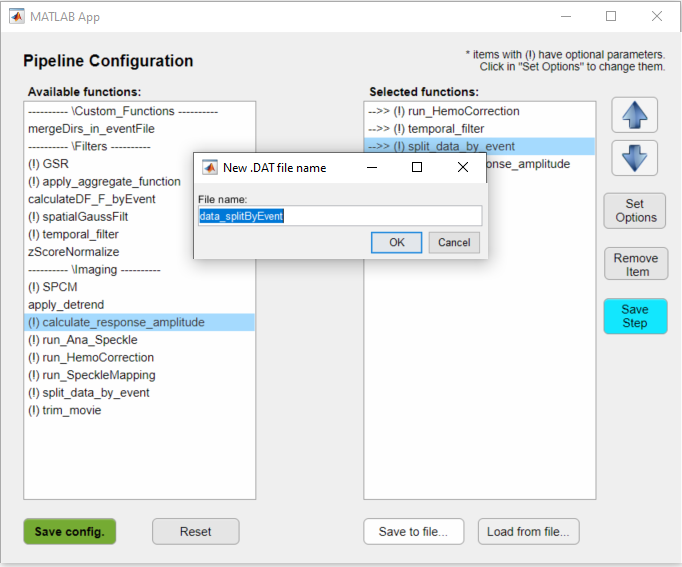 MATLAB App
Pipeline Configuration
* items with (!) have optional parameters.
Click in "Set Options" to change them.
Available functions:
---------- \Custom_Functions ----------
mergeDirs_in_eventFile
---------- \Filters ----------
(!) GSR
(!) apply_aggregate_function
calculateDF_F_byEvent
(!) spatialGaussFilt
(!) temporal_filter
zScoreNormalize
---------- \Imaging ----------
(!) SPCM
apply_detrend
(!) calculate_response_amplitude
(!) run_Ana_Speckle
(!) run_HemoCorrection
(!) run_SpeckleMapping
(!) split_data_by_event
(!) trim_movie
Selected functions:
-->> (!) run_HemoCorrection
-->> (!) temporal_filter
-->> (!) split_data_by_event
onse_amplitude
New .DAT file name
File name:
data_splitByEvent
OK
Cancel
Set
Options
Remove
Item
Save
Step
Save config.
Reset
Save to file...
Load from file...